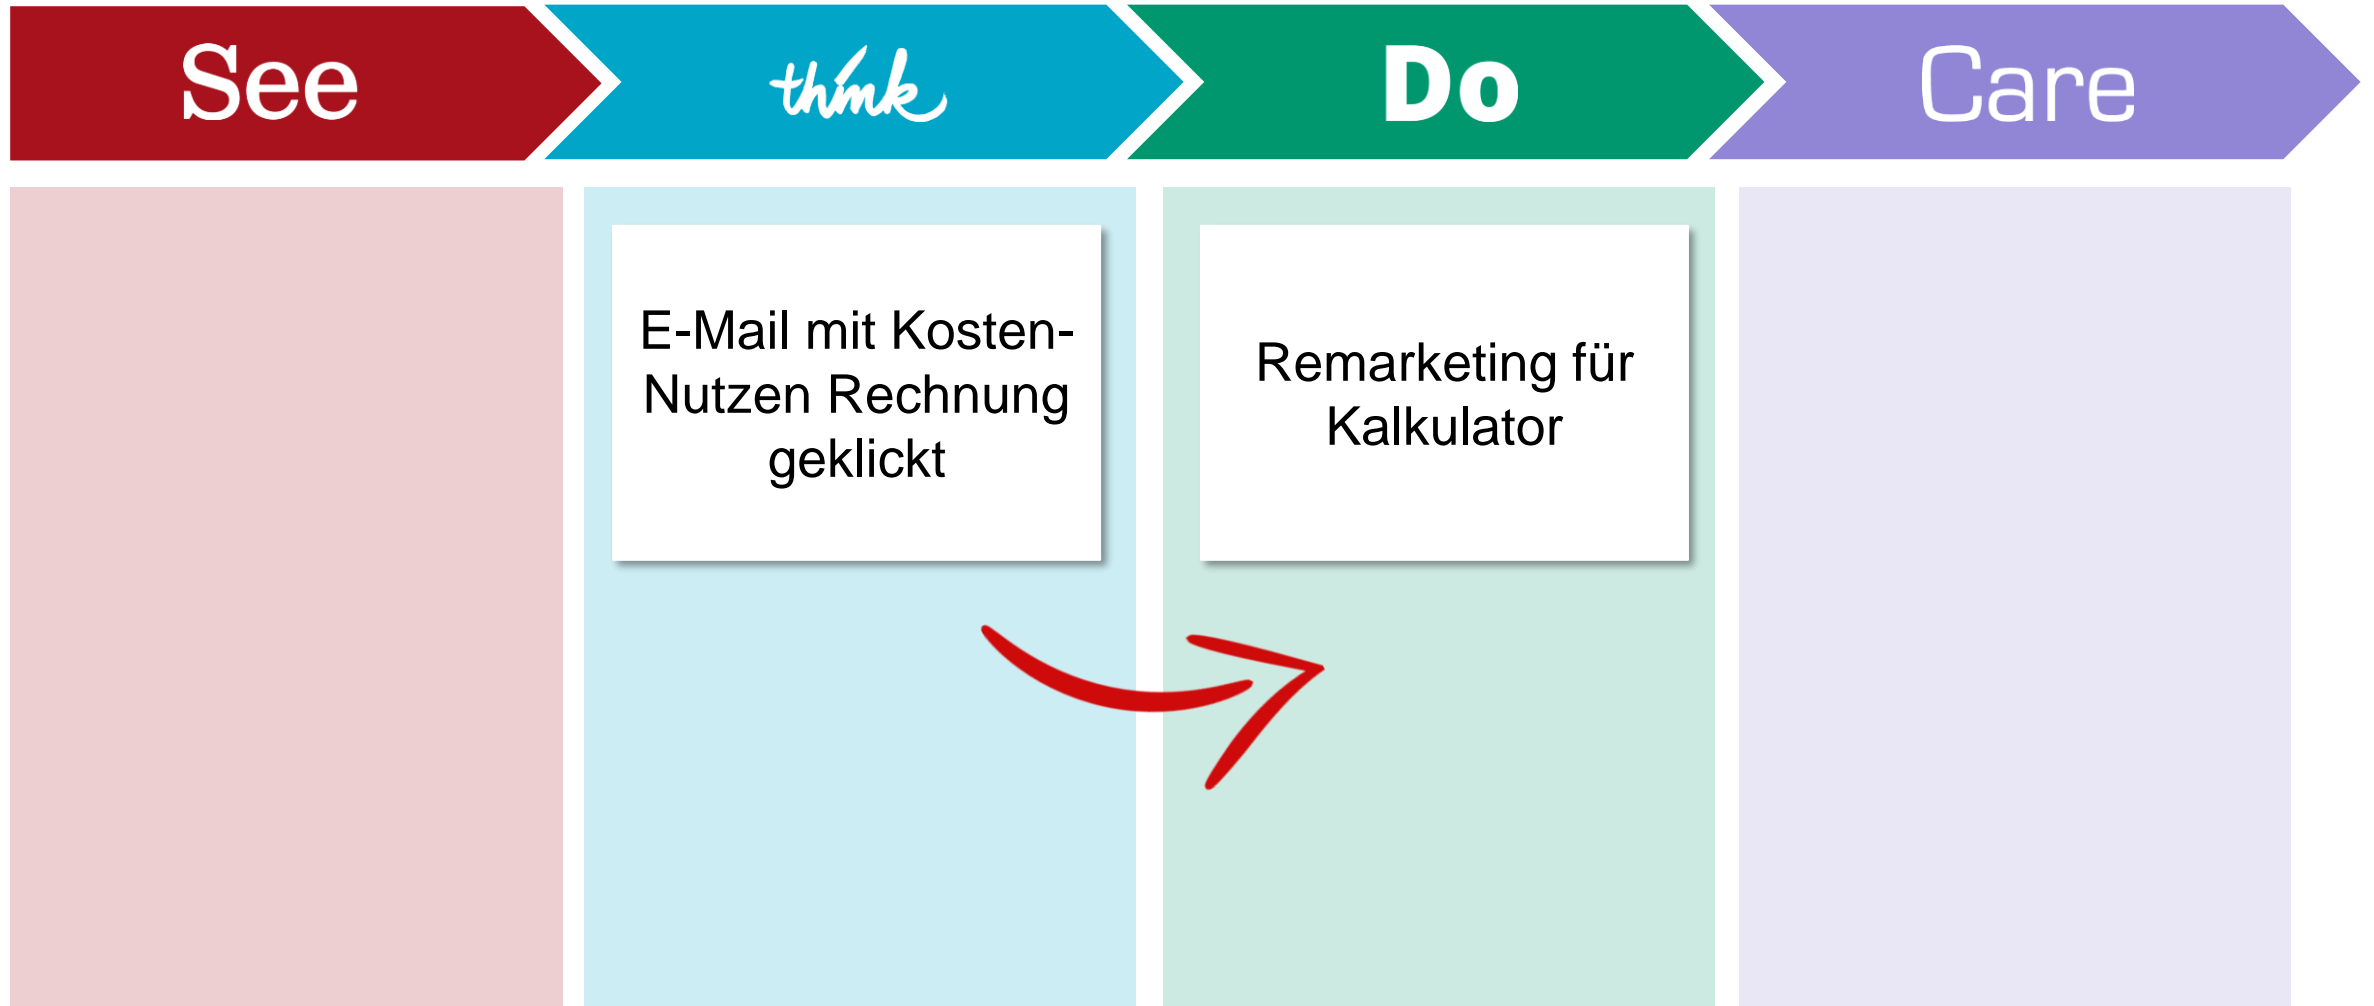 See
think
Do
Care
E-Mail mit Kosten-
Nutzen Rechnung
geklickt
Remarketing für
Kalkulator